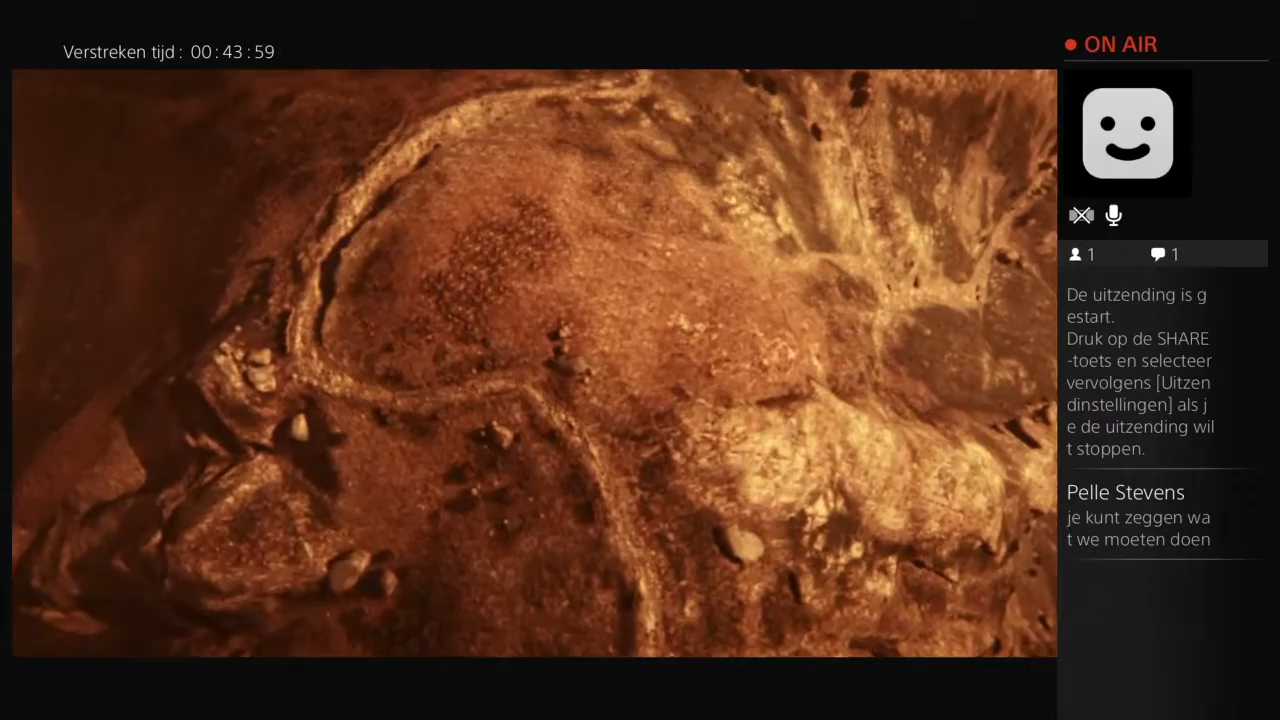 Verstreken tijd: 00:43:59
ON AIR
1
1
De uitzending is g
estart.
Druk op de SHARE
-toets en selecteer
vervolgens [Uitzen
dinstellingen] als j
e de uitzending wil
t stoppen.
Pelle Stevens
je kunt zeggen wa
t we moeten doen